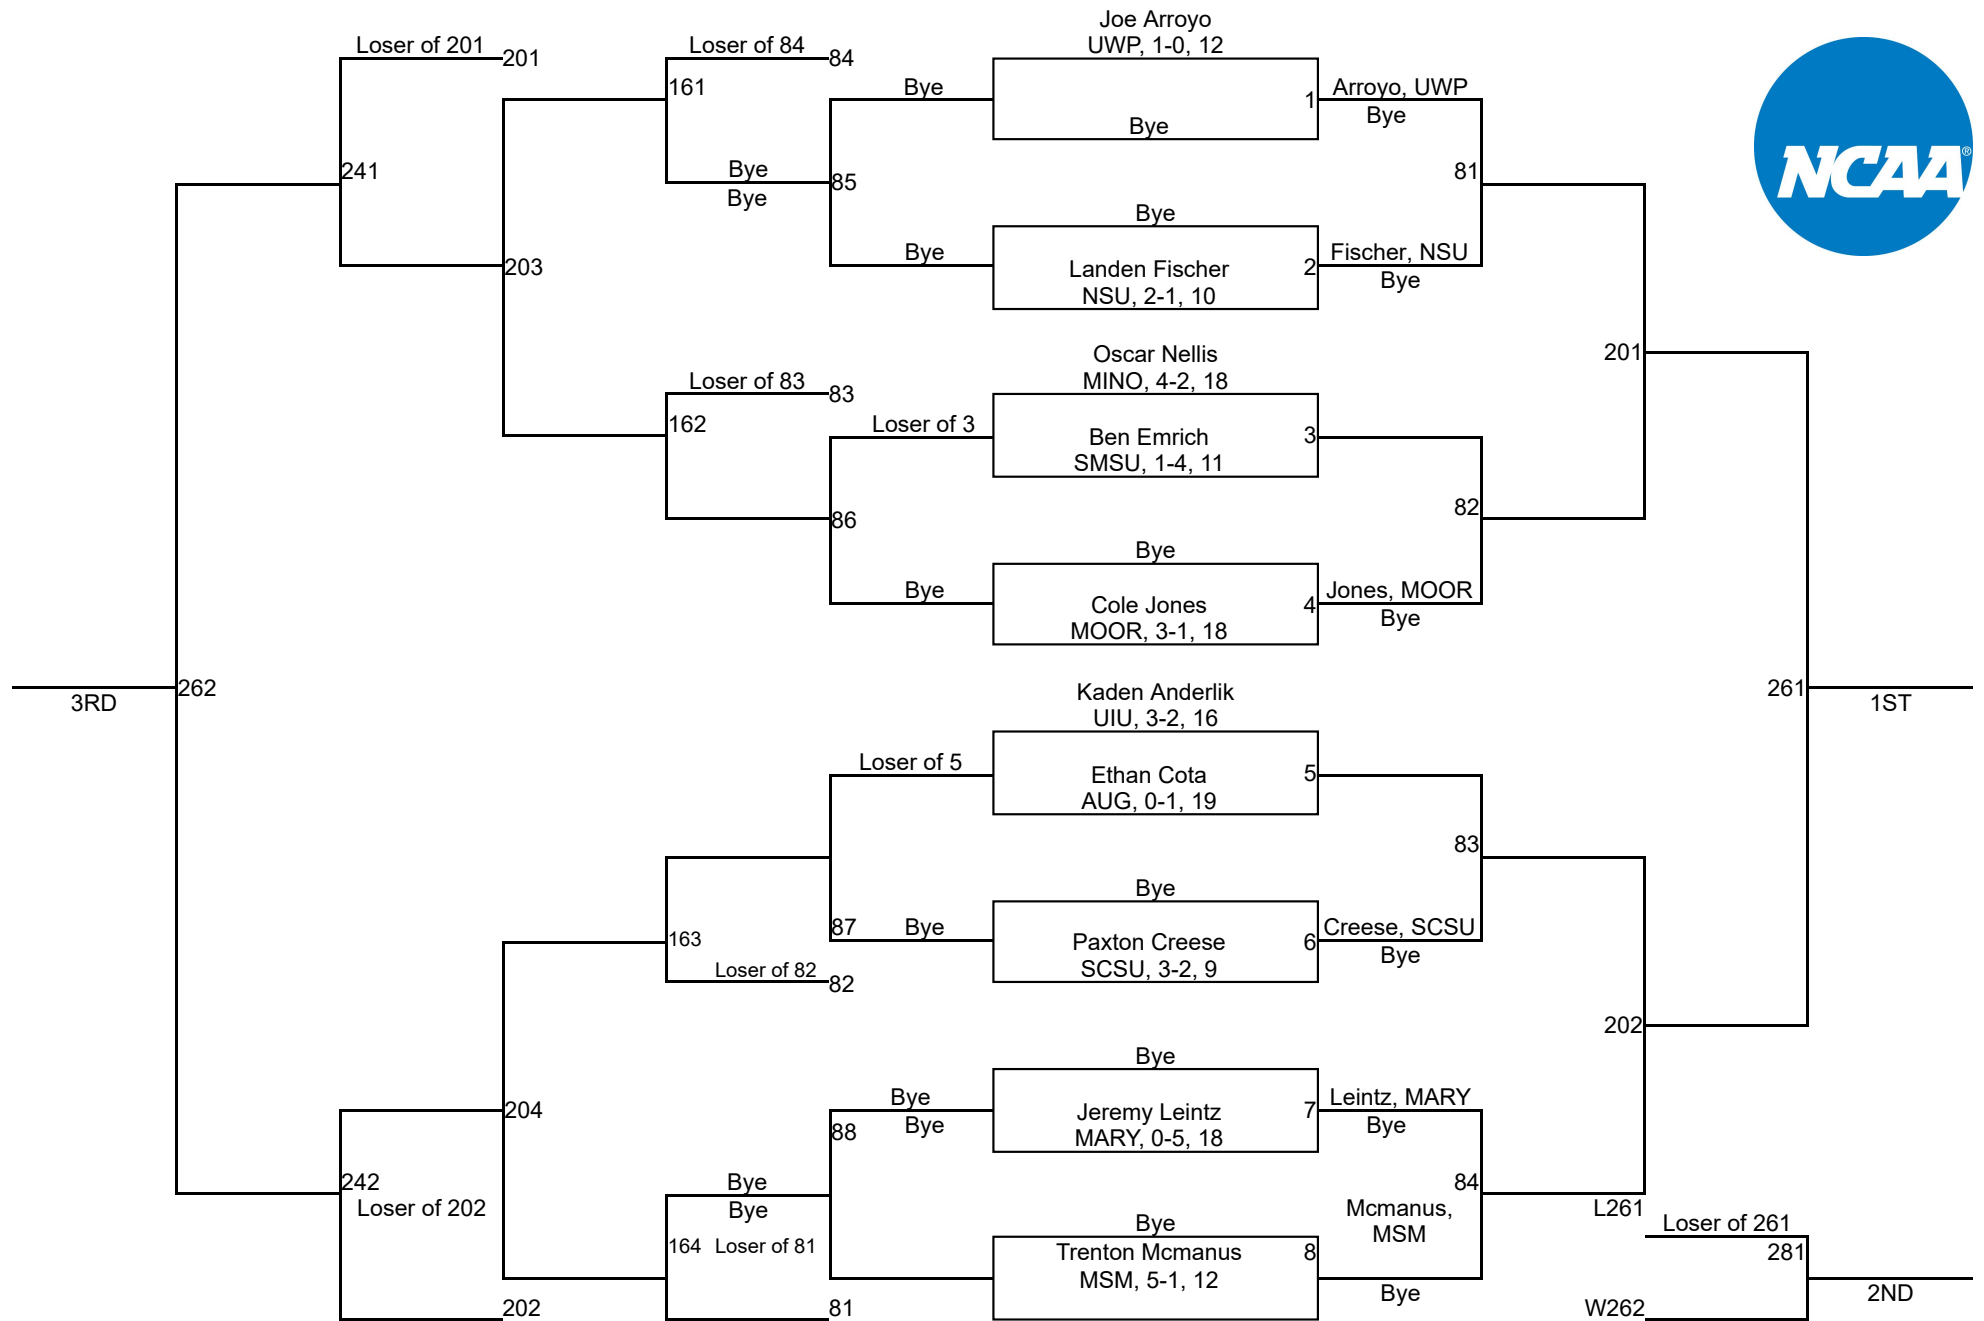 Joe Arroyo
UWP, 1-0, 12
Loser of 201
201
Loser of 84
84
161
Bye
1
Arroyo, UWP
Bye
Bye
241
Bye
Bye
85
81
NCAA®
Bye
203
Bye
Landen Fischer
NSU, 2-1, 10
2
Fischer, NSU
Bye
Oscar Nellis
MINO, 4-2, 18
201
Loser of 83
83
162
Loser of 3
Ben Emrich
SMSU, 1-4, 11
3
86
82
Bye
Bye
Cole Jones
MOOR, 3-1, 18
4
Jones, MOOR
Bye
3RD
262
Kaden Anderlik
UIU, 3-2, 16
261
1ST
Loser of 5
Ethan Cota
AUG, 0-1, 19
5
83
Bye
163
87
Bye
Paxton Creese
SCSU, 3-2, 9
6
Creese, SCSU
Bye
Loser of 82
82
202
Bye
204
Bye
Bye
88
Jeremy Leintz
MARY, 0-5, 18
7
Leintz, MARY
Bye
242
Loser of 202
Bye
Bye
84
Mcmanus,
MSM
L261
Loser of 261
164
Loser of 81
Bye
Trenton Mcmanus
MSM, 5-1, 12
8
Bye
281
2ND
202
81
W262